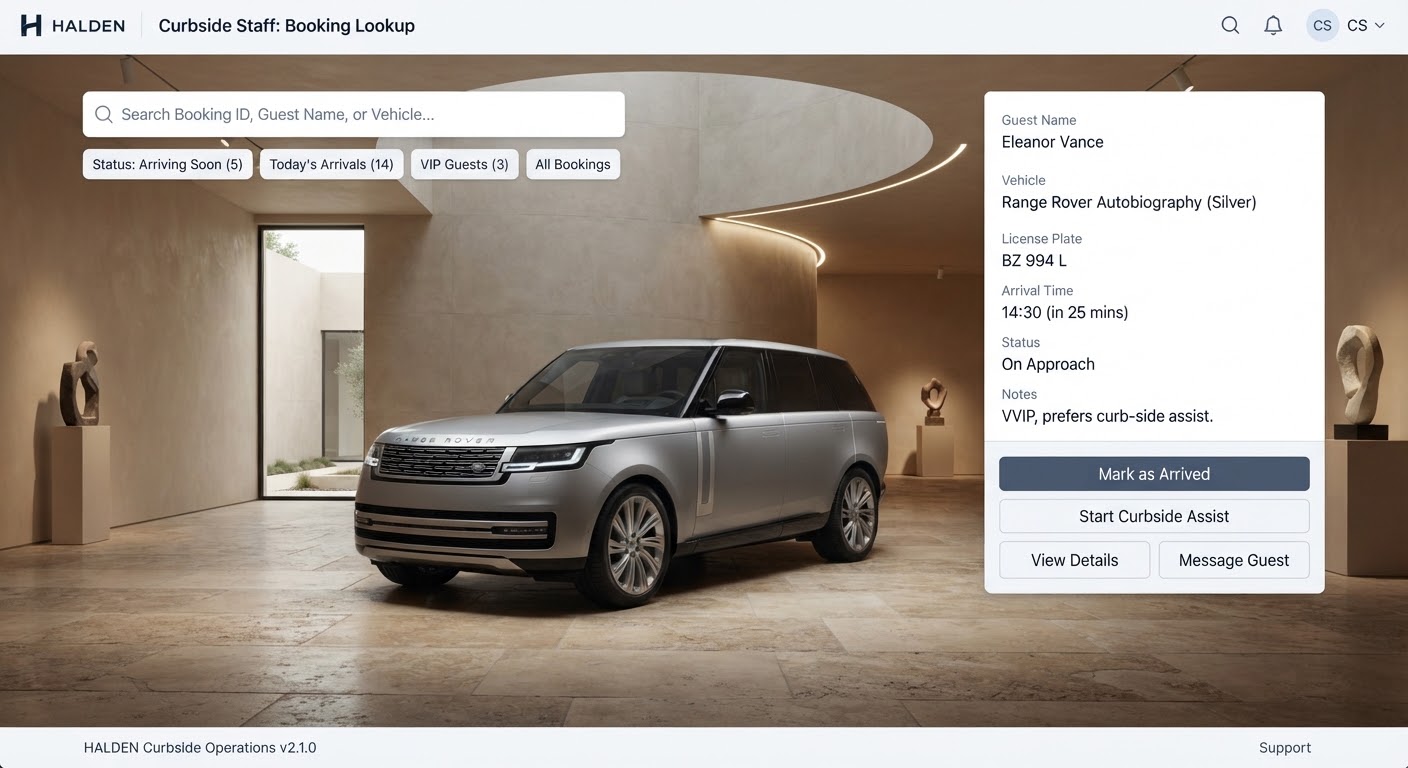 HALDEN
Curbside Staff: Booking Lookup
CS
CS
Search Booking ID, Guest Name, or Vehicle...
Status: Arriving Soon (5)
Today's Arrivals (14)
VIP Guests (3)
All Bookings
Guest Name
Eleanor Vance
Vehicle
Range Rover Autobiography (Silver)
License Plate
BZ 994 L
Arrival Time
14:30 (in 25 mins)
Status
On Approach
Notes
VVIP, prefers curb-side assist.
Mark as Arrived
Start Curbside Assist
View Details
Message Guest
RANGE ROVER
HALDEN Curbside Operations v2.1.0
Support